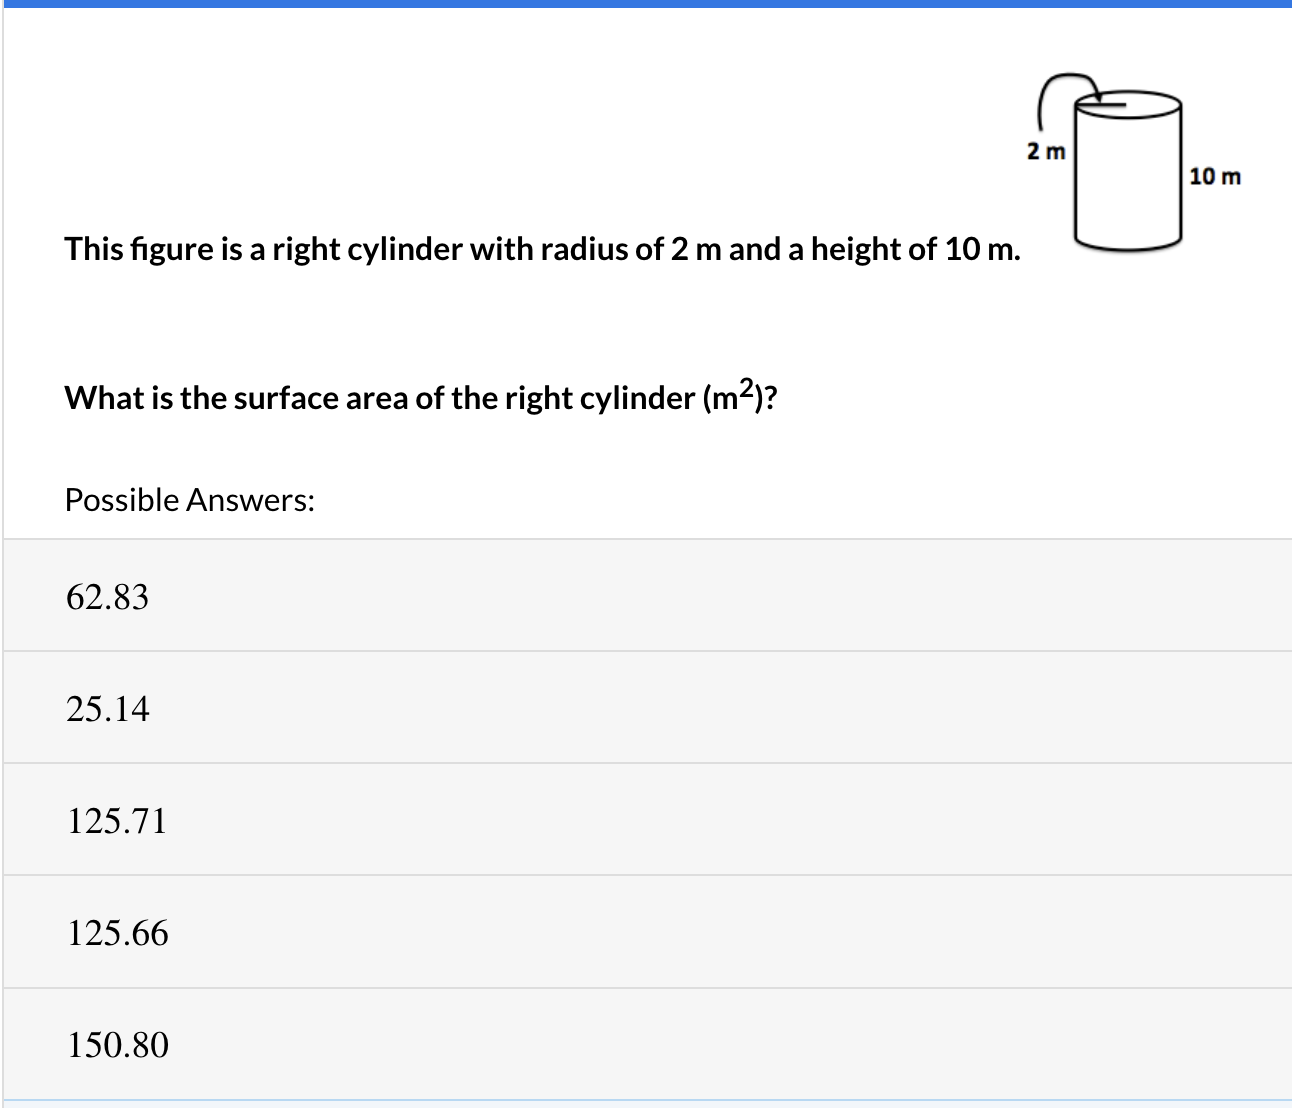 2 m
10 m
This figure is a right cylinder with radius of 2 m and a height of 10 m.
What is the surface area of the right cylinder (m²)?
Possible Answers:
62.83
25.14
125.71
125.66
150.80